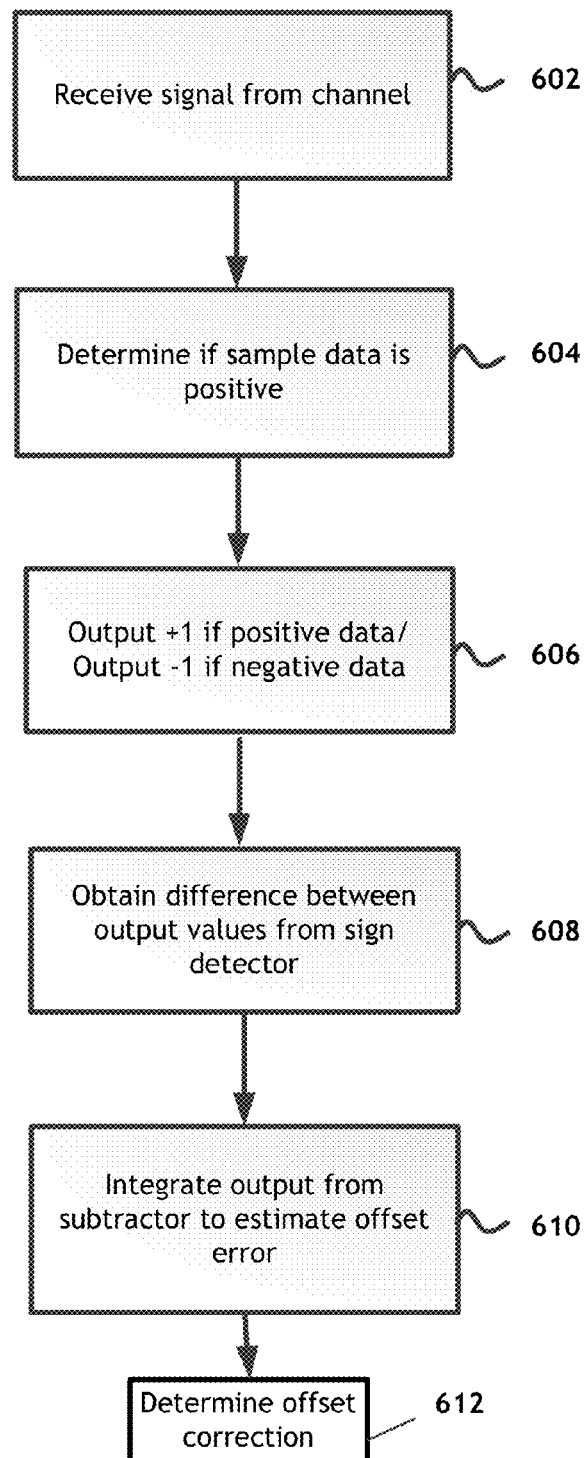 Receive signal from channel
602
Determine if sample data is
positive
604
Output +1 if positive data/
Output -1 if negative data
606
Obtain difference between
output values from sign
detector
608
Integrate output from
subtractor to estimate offset
error
610
Determine offset
correction
612